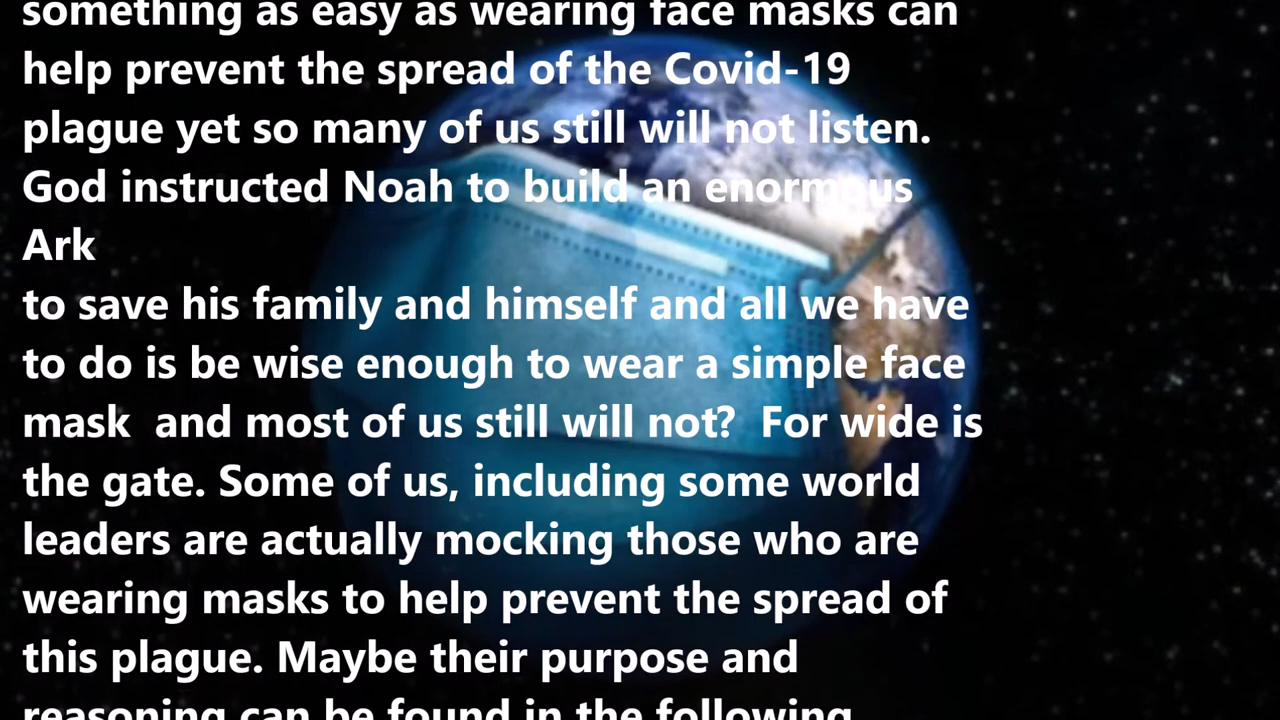 something as easy as wearing face masks can
help prevent the spread of the Covid-19
plague yet so many of us still will not listen.
God instructed Noah to build an enormous
Ark
to save his family and himself and all we have
to do is be wise enough to wear a simple face
mask  and most of us still will not?  For wide is
the gate. Some of us, including some world
leaders are actually mocking those who are
wearing masks to help prevent the spread of
this plague. Maybe their purpose and
reasoning can be found in the following